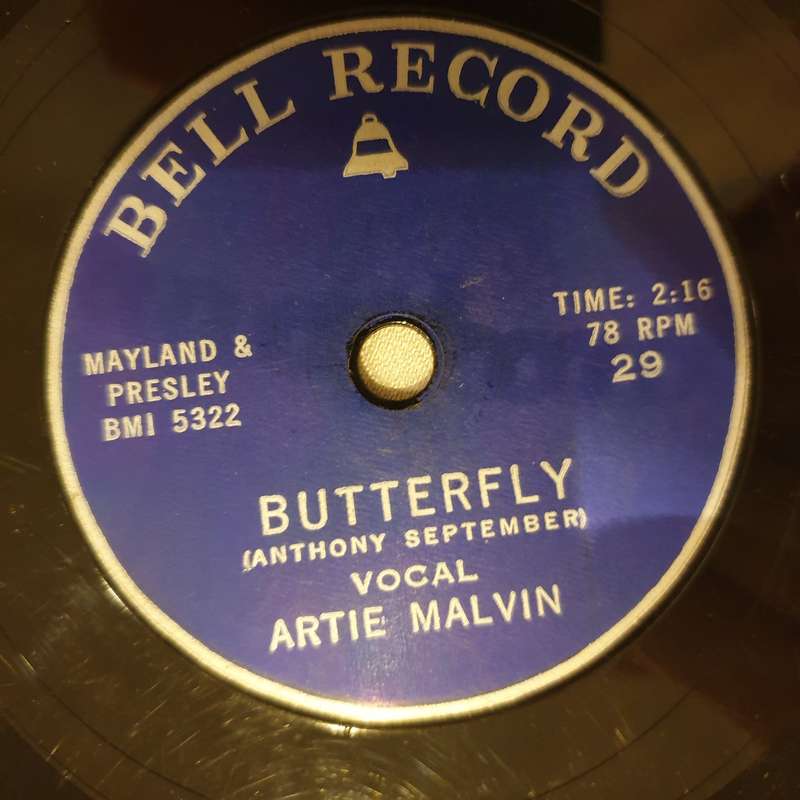 BELL RECORD
TIME: 2:16
78 RPM
29
MAYLAND &
PRESLEY
BMI 5322
BUTTERFLY
(ANTHONY SEPTEMBER)
VOCAL
ARTIE MALVIN